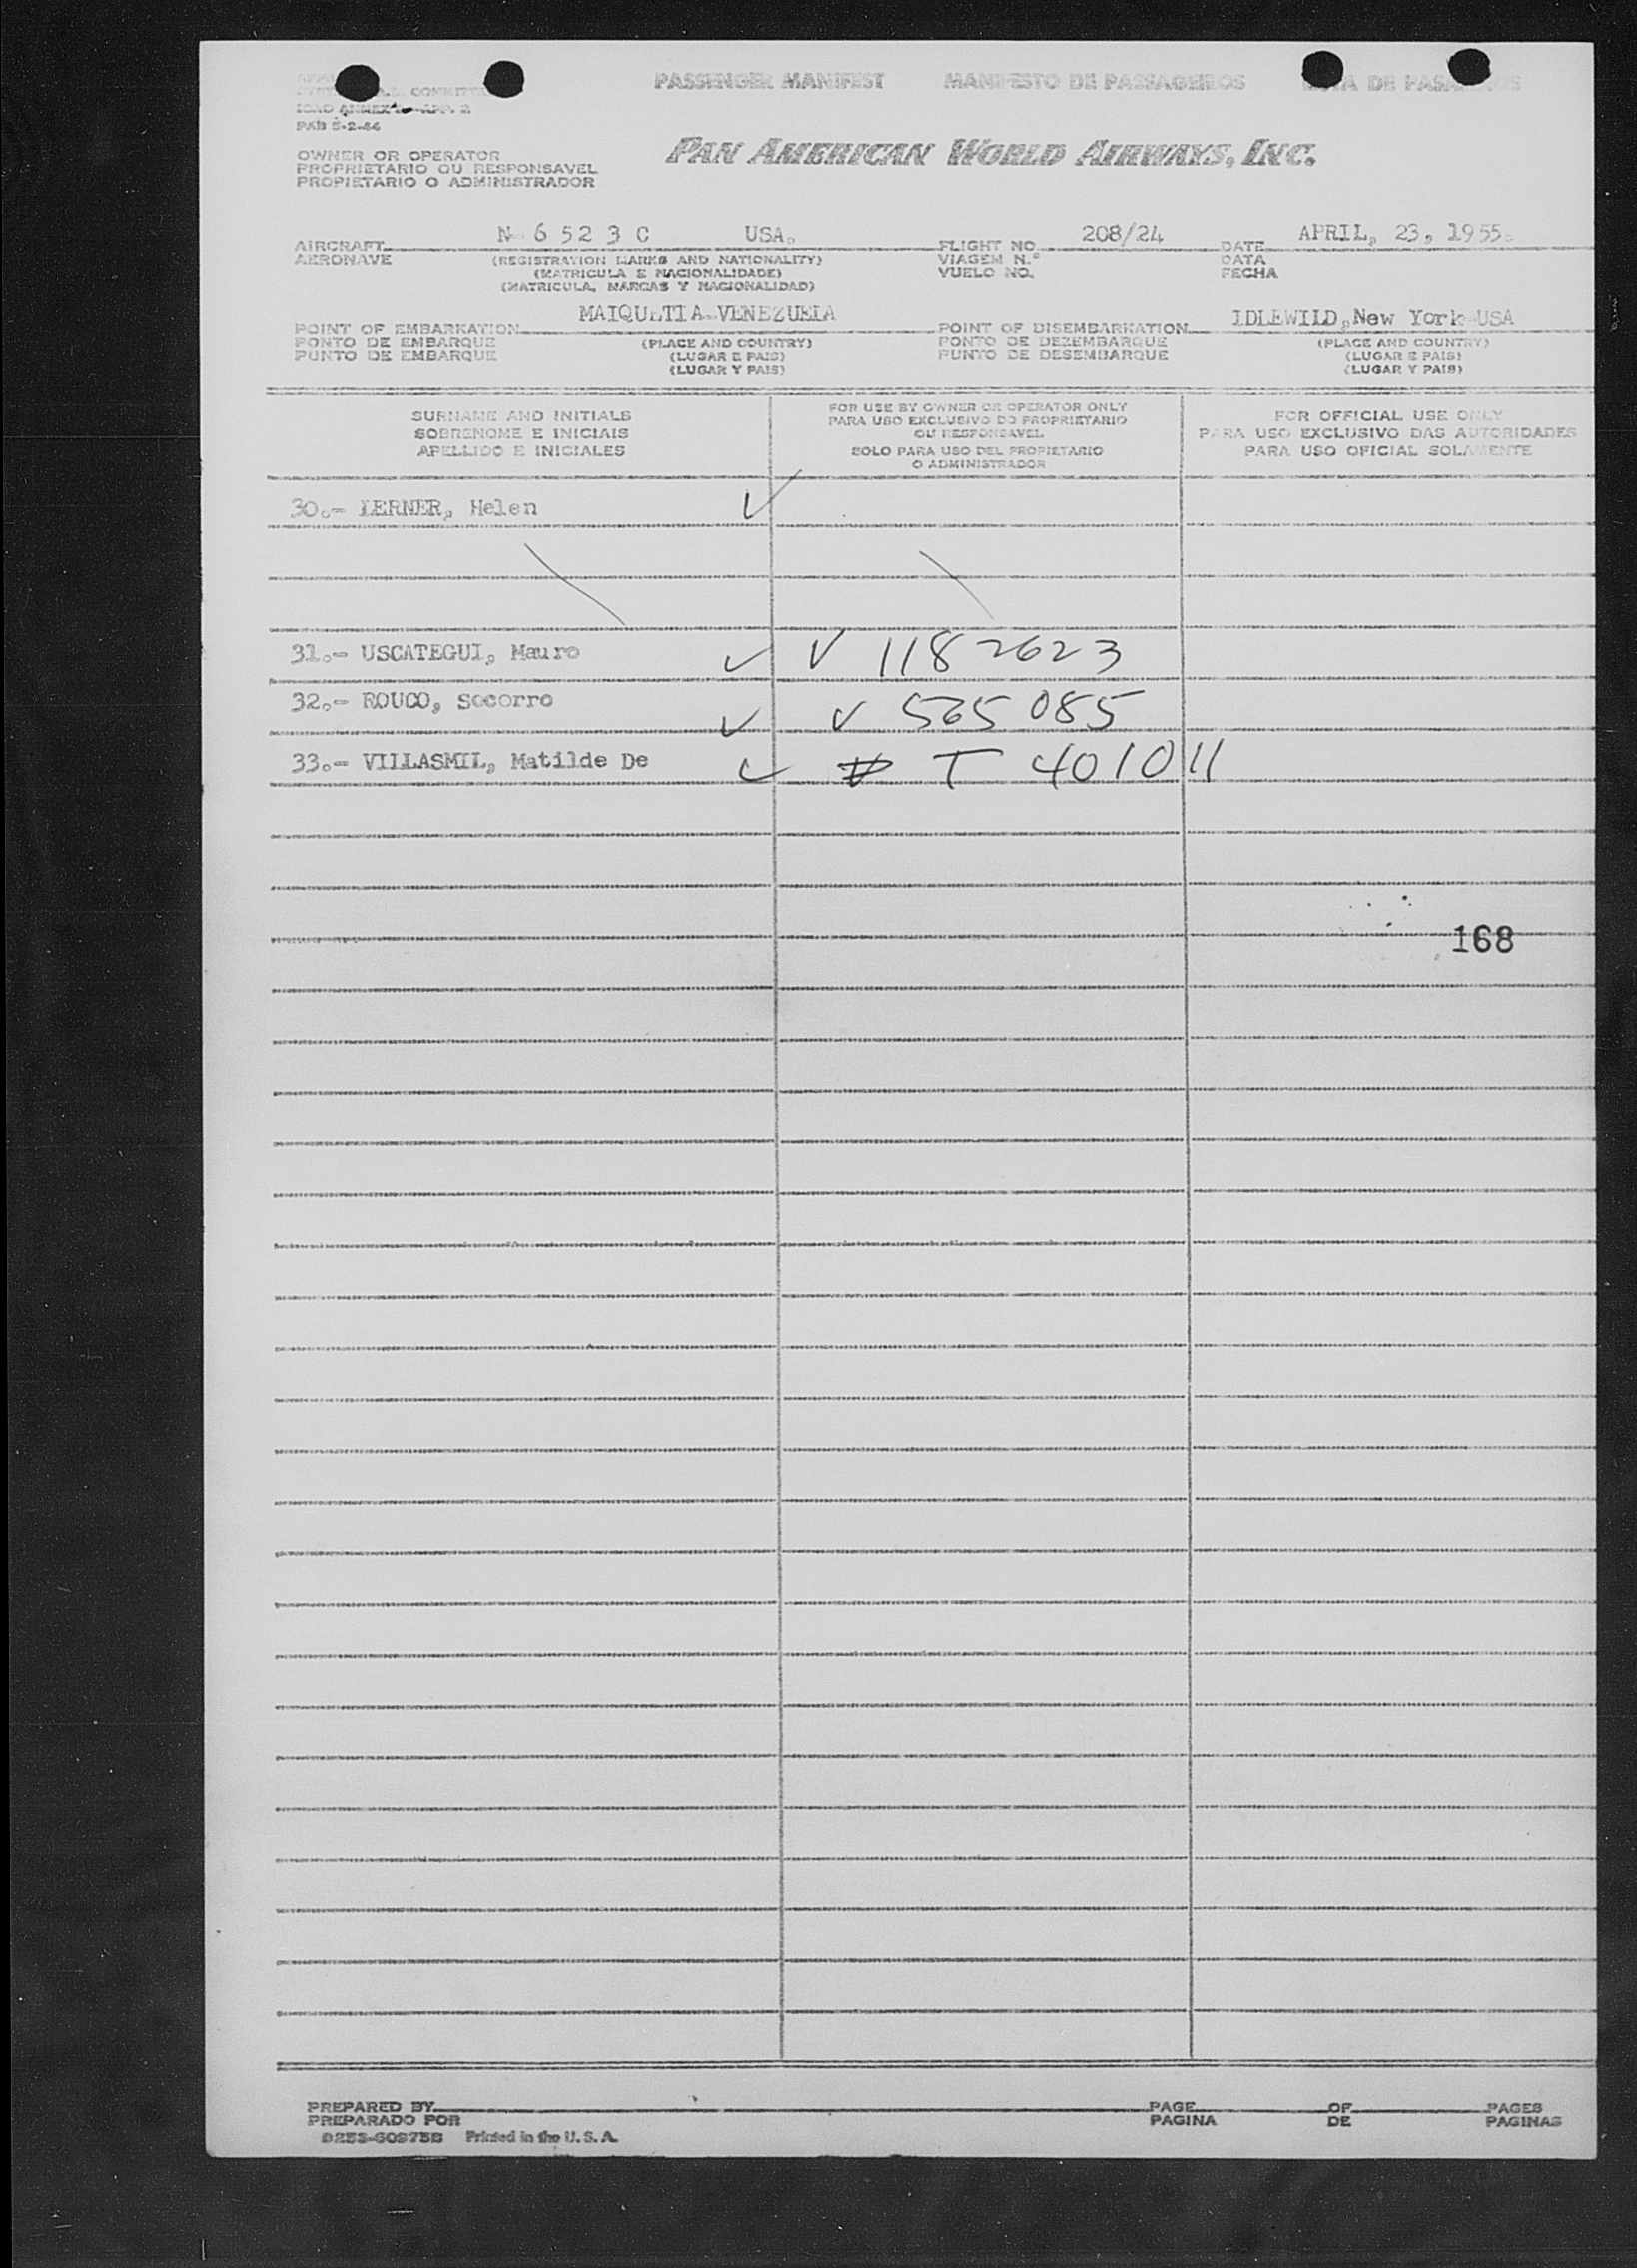 PASSENGER MANIFEST MANIFESTO DE PASSAGEIROS DE
PAB 5-2-44
OWNER OR OPERATOR
PROPRIETARIO OU RESPONSAVEL
PROPIETARIO O ADMINISTRADOR
PAN AMERICAN WORLD AIRWAYS, INC.
AIRCRAFT N- 6 52 3 C USA. FLIGHT NO. 208/24 DATE APRIL, 23, 1955.
AERONAVE (REGISTRATION MARKS AND NATIONALITY) VIAGEM N.º DATA
(MATRICULA E NACIONALIDADE) VUELO NO. FECHA
(MATRICULA, MARCAS Y NACIONALIDAD)
POINT OF EMBARKATION MAIQUETIA-VENEZUELA POINT OF DISEMBARKATION IDLEWILD, New York-USA
PONTO DE EMBARQUE (PLACE AND COUNTRY) PONTO DE DEZEMBARQUE (PLACE AND COUNTRY)
PUNTO DE EMBARQUE (LUGAR E PAIS) PUNTO DE DESEMBARQUE (LUGAR E PAIS)
(LUGAR Y PAIS) (LUGAR Y PAIS)
SURNAME AND INITIALS
SOBRENOME E INICIAIS
APELLIDO E INICIALES
FOR USE BY OWNER OR OPERATOR ONLY
PARA USO EXCLUSIVO DO PROPRIETARIO
OU RESPONSAVEL
SOLO PARA USO DEL PROPIETARIO
O ADMINISTRADOR
FOR OFFICIAL USE ONLY
PARA USO EXCLUSIVO DAS AUTORIDADES
PARA USO OFICIAL SOLAMENTE
30.- LERNER, Helen ✓
31.- USCATEGUI, Mauro ✓ ✓ 1182623
32.- ROUCO, Socorro ✓ ✓ 565 085
33.- VILLASMIL, Matilde De ✓ # T 401011
168
PREPARED BY PAGE OF PAGES
PREPARADO POR PAGINA DE PAGINAS
Printed in the U. S. A.